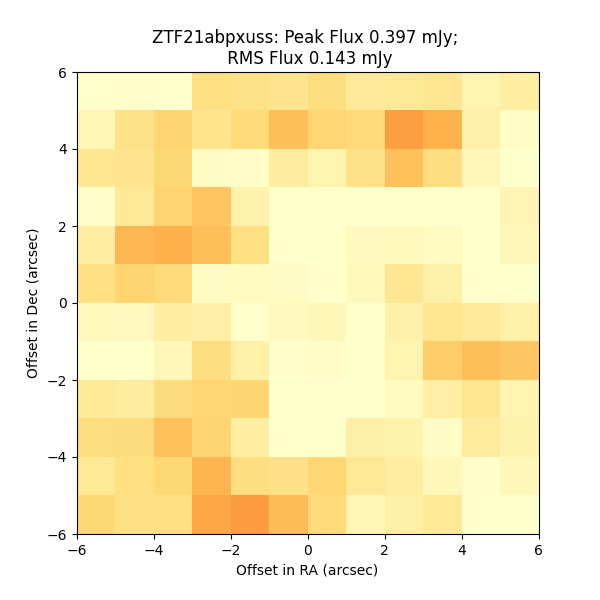 ZTF21abpxuss: Peak Flux 0.397 mJy;
RMS Flux 0.143 mJy
6
4
2
0
−2
−4
−6
Offset in Dec (arcsec)
−6 −4 −2 0 2 4 6
Offset in RA (arcsec)